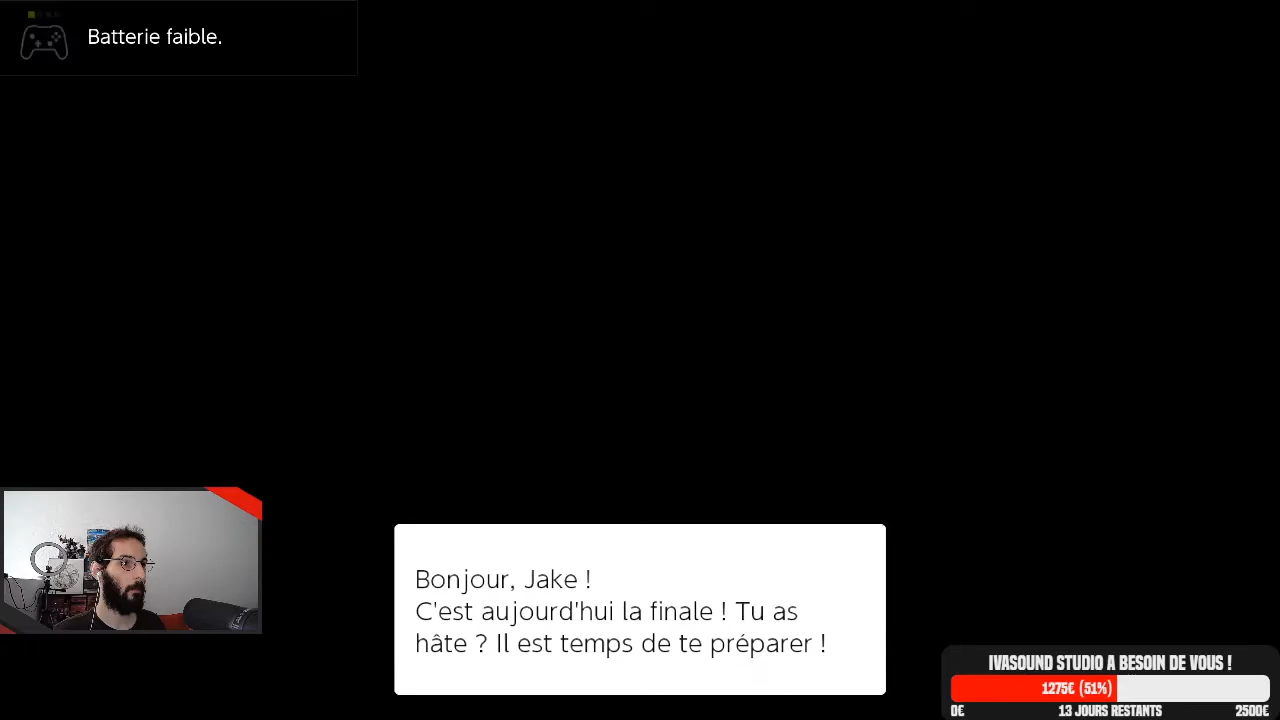 Batterie faible.
Bonjour, Jake !
C'est aujourd'hui la finale ! Tu as
hâte ? Il est temps de te préparer !
IVASOUND STUDIO A BESOIN DE VOUS !
1275€ (51%)
0€ 13 JOURS RESTANTS 2500€